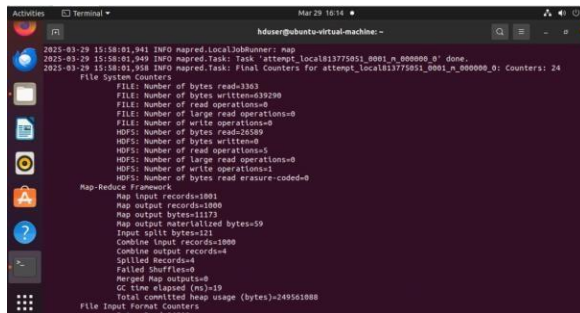 Activities Terminal Mar 29 16:14
hduser@ubuntu-virtual-machine: ~
2025-03-29 15:58:01,941 INFO mapred.LocalJobRunner: map
2025-03-29 15:58:01,949 INFO mapred.Task: Task 'attempt_local813775051_0001_m_000000_0' done.
2025-03-29 15:58:01,958 INFO mapred.Task: Final Counters for attempt_local813775051_0001_m_000000_0: Counters: 24
File System Counters
FILE: Number of bytes read=3363
FILE: Number of bytes written=639290
FILE: Number of read operations=0
FILE: Number of large read operations=0
FILE: Number of write operations=0
HDFS: Number of bytes read=26589
HDFS: Number of bytes written=0
HDFS: Number of read operations=5
HDFS: Number of large read operations=0
HDFS: Number of write operations=1
HDFS: Number of bytes read erasure-coded=0
Map-Reduce Framework
Map input records=1001
Map output records=1000
Map output bytes=11173
Map output materialized bytes=59
Input split bytes=121
Combine input records=1000
Combine output records=4
Spilled Records=4
Failed Shuffles=0
Merged Map outputs=0
GC time elapsed (ms)=19
Total committed heap usage (bytes)=249561088
File Input Format Counters